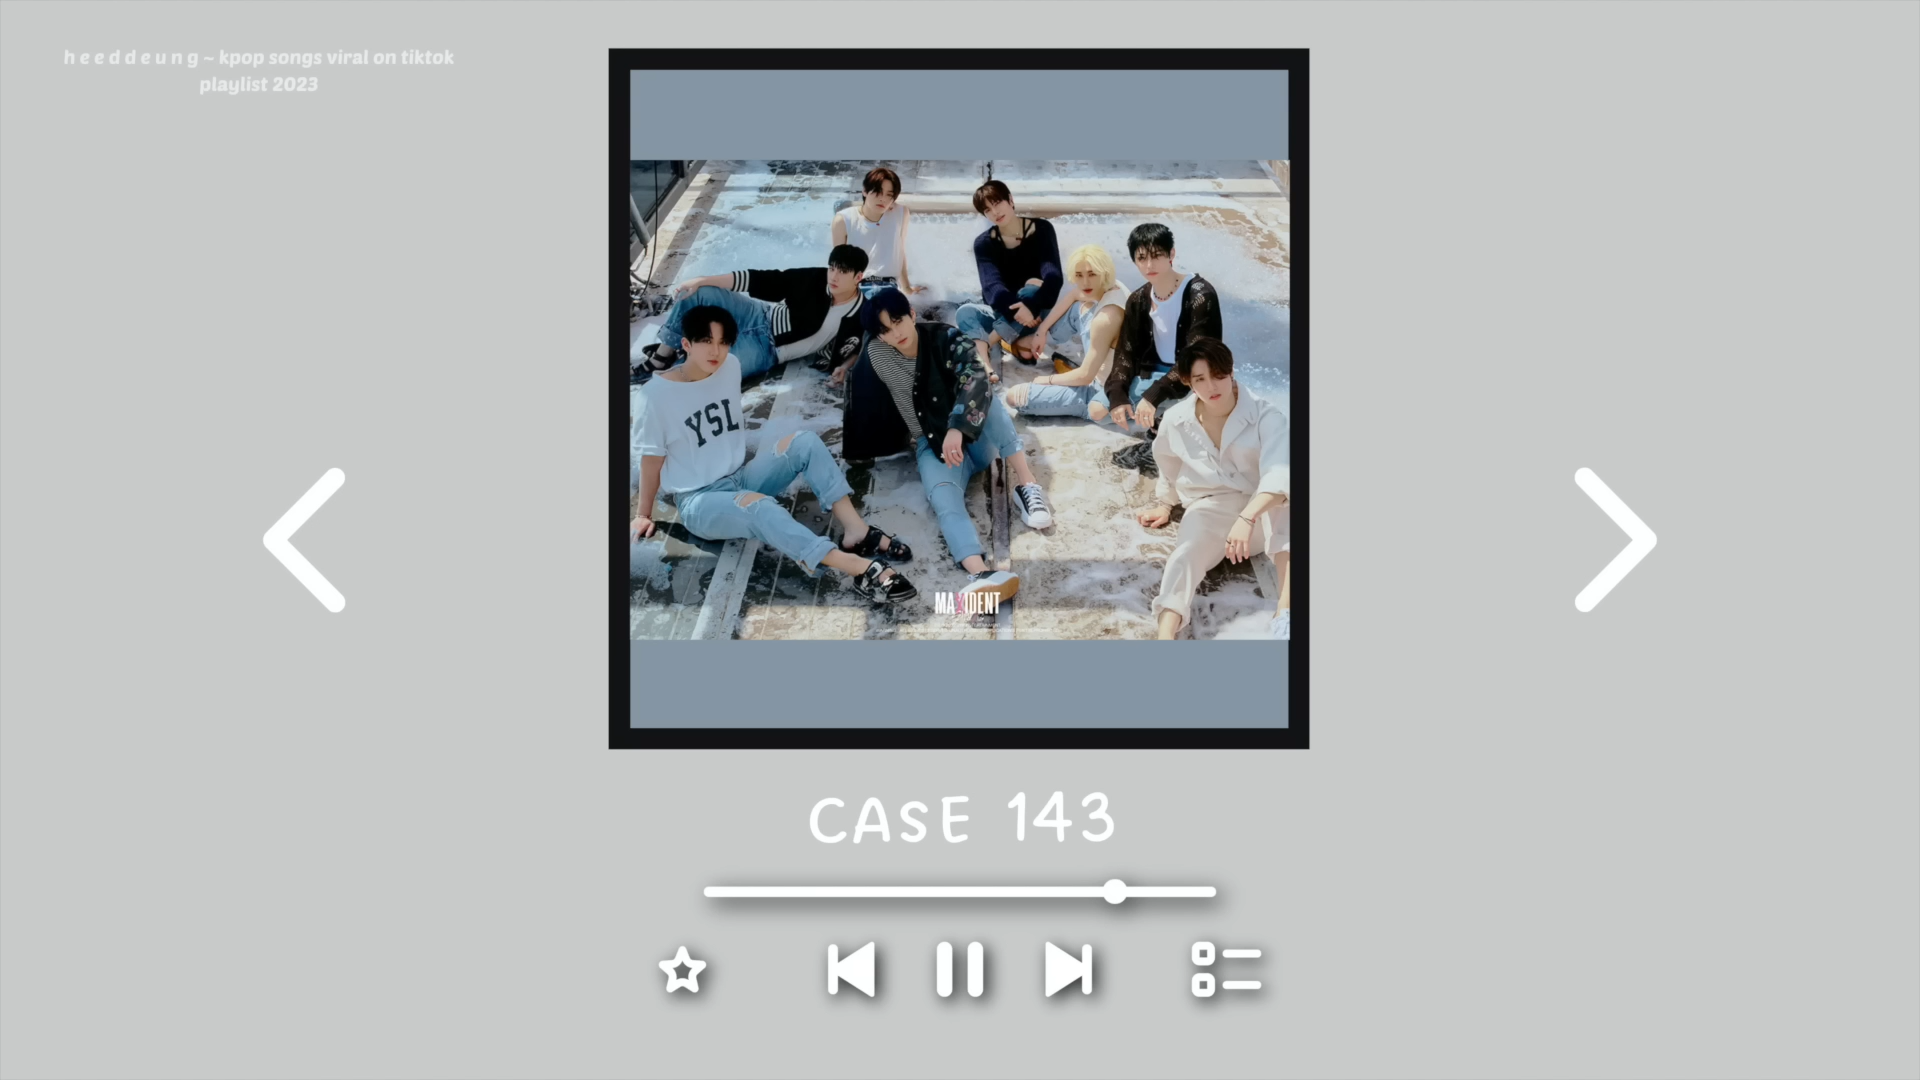 h e e d d e u n g ~ kpop songs viral on tiktok
playlist 2023
YSL
MAXIDENT
CASE 143